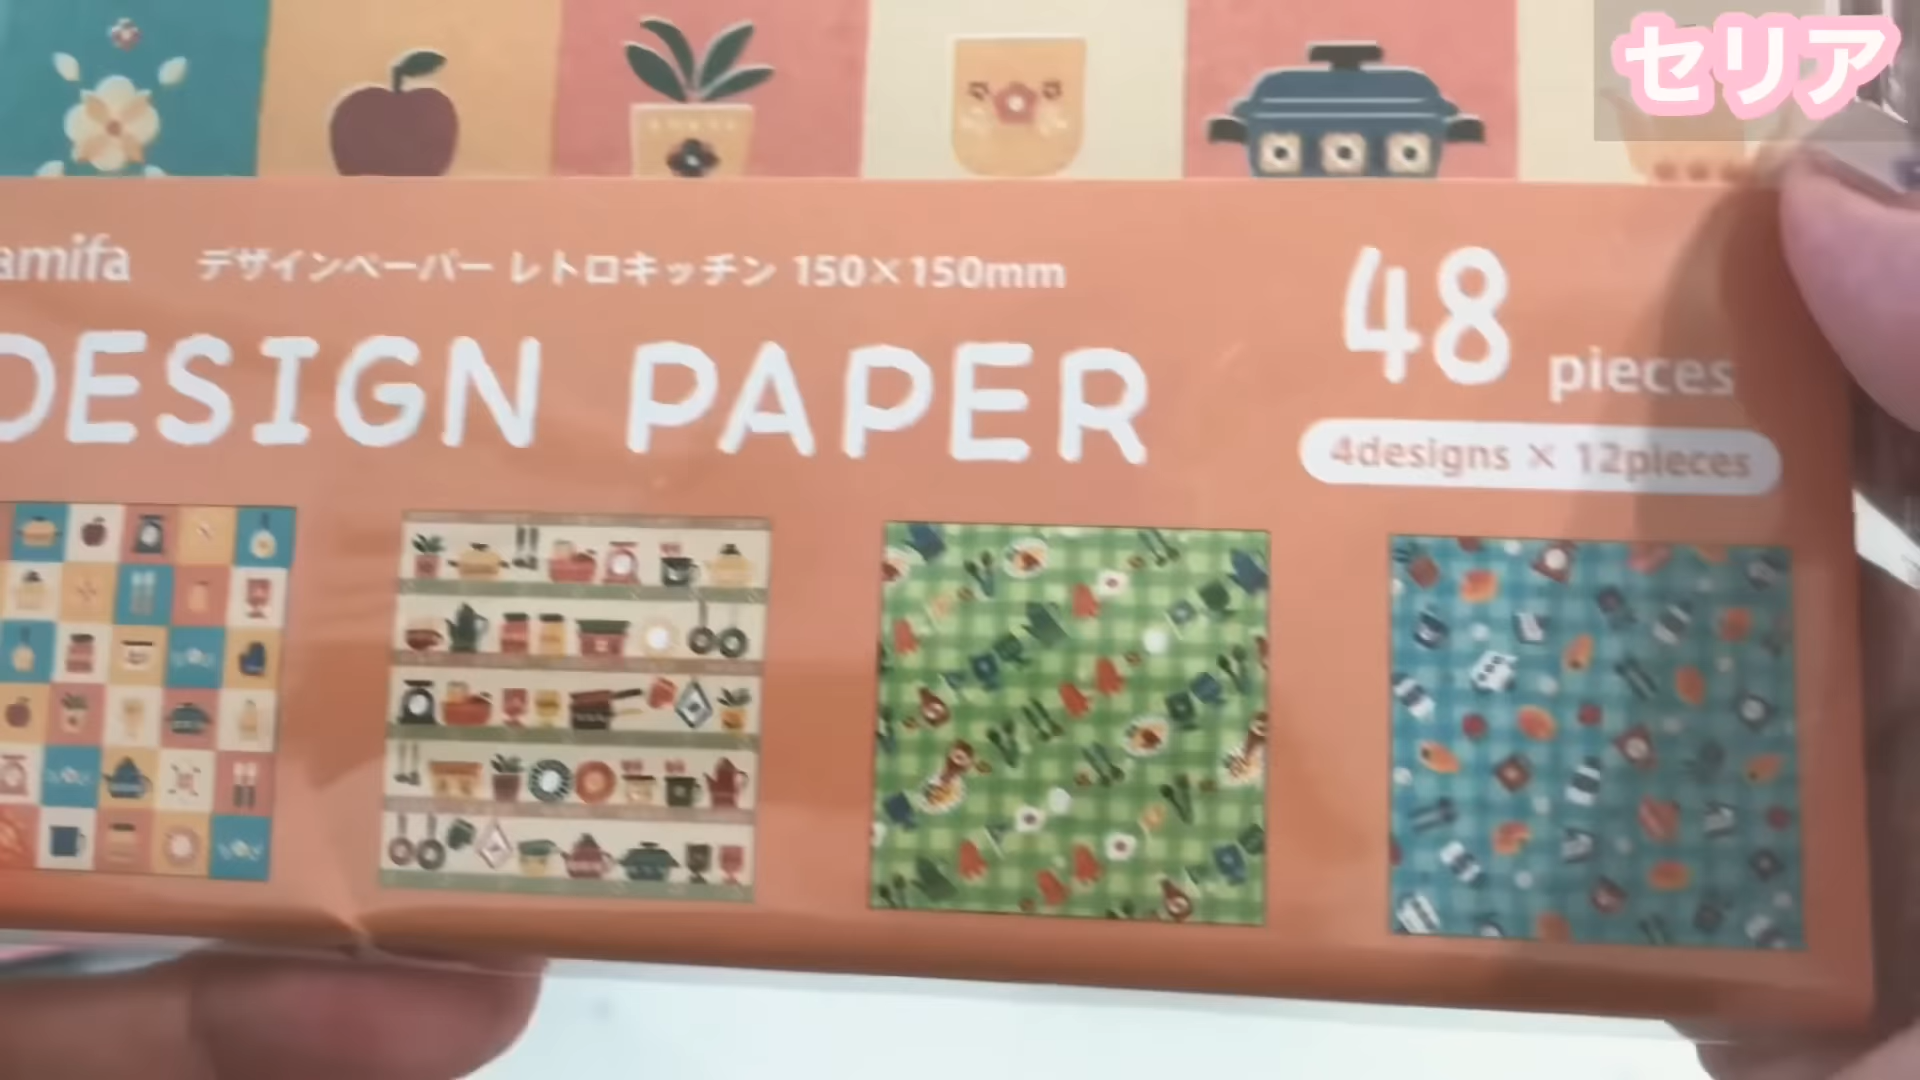 セリア
amifa デザインペーパー レトロキッチン 150×150mm
DESIGN PAPER
48 pieces
4designs × 12pieces